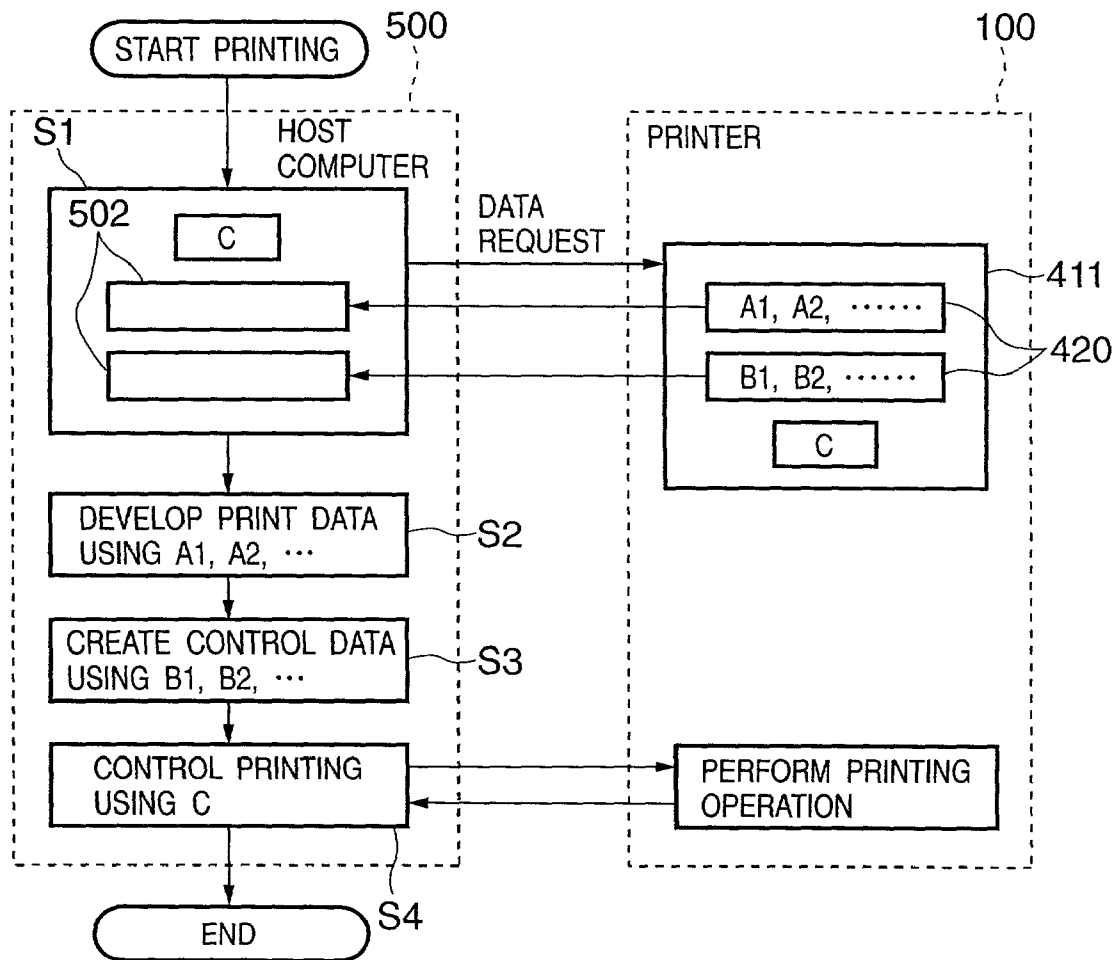 START PRINTING
500
100
S1
HOST
COMPUTER
PRINTER
502
C
DATA
REQUEST
411
A1, A2, ······
420
B1, B2, ······
C
DEVELOP PRINT DATA
USING A1, A2, ···
S2
CREATE CONTROL DATA
USING B1, B2, ···
S3
CONTROL PRINTING
USING C
PERFORM PRINTING
OPERATION
S4
END